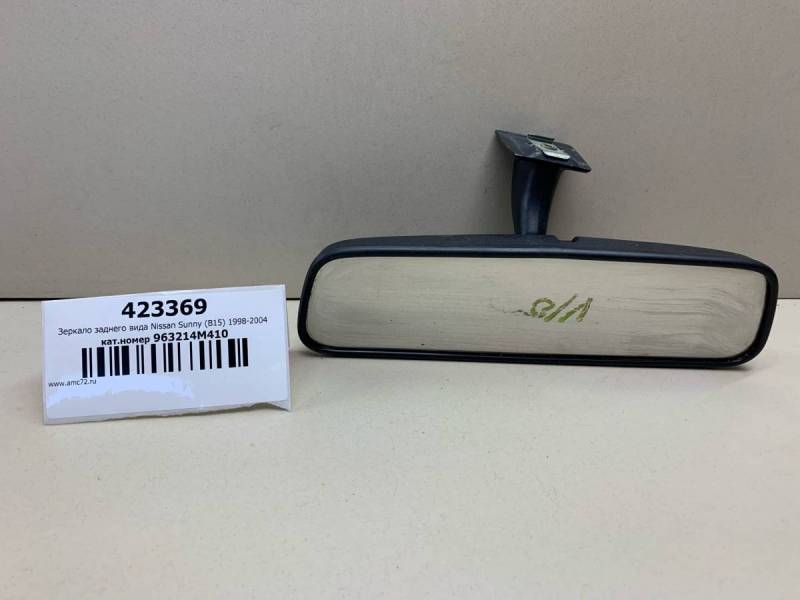 423369
Зеркало заднего вида Nissan Sunny (B15) 1998-2004
кат.номер 963214M410
www.amc72.ru